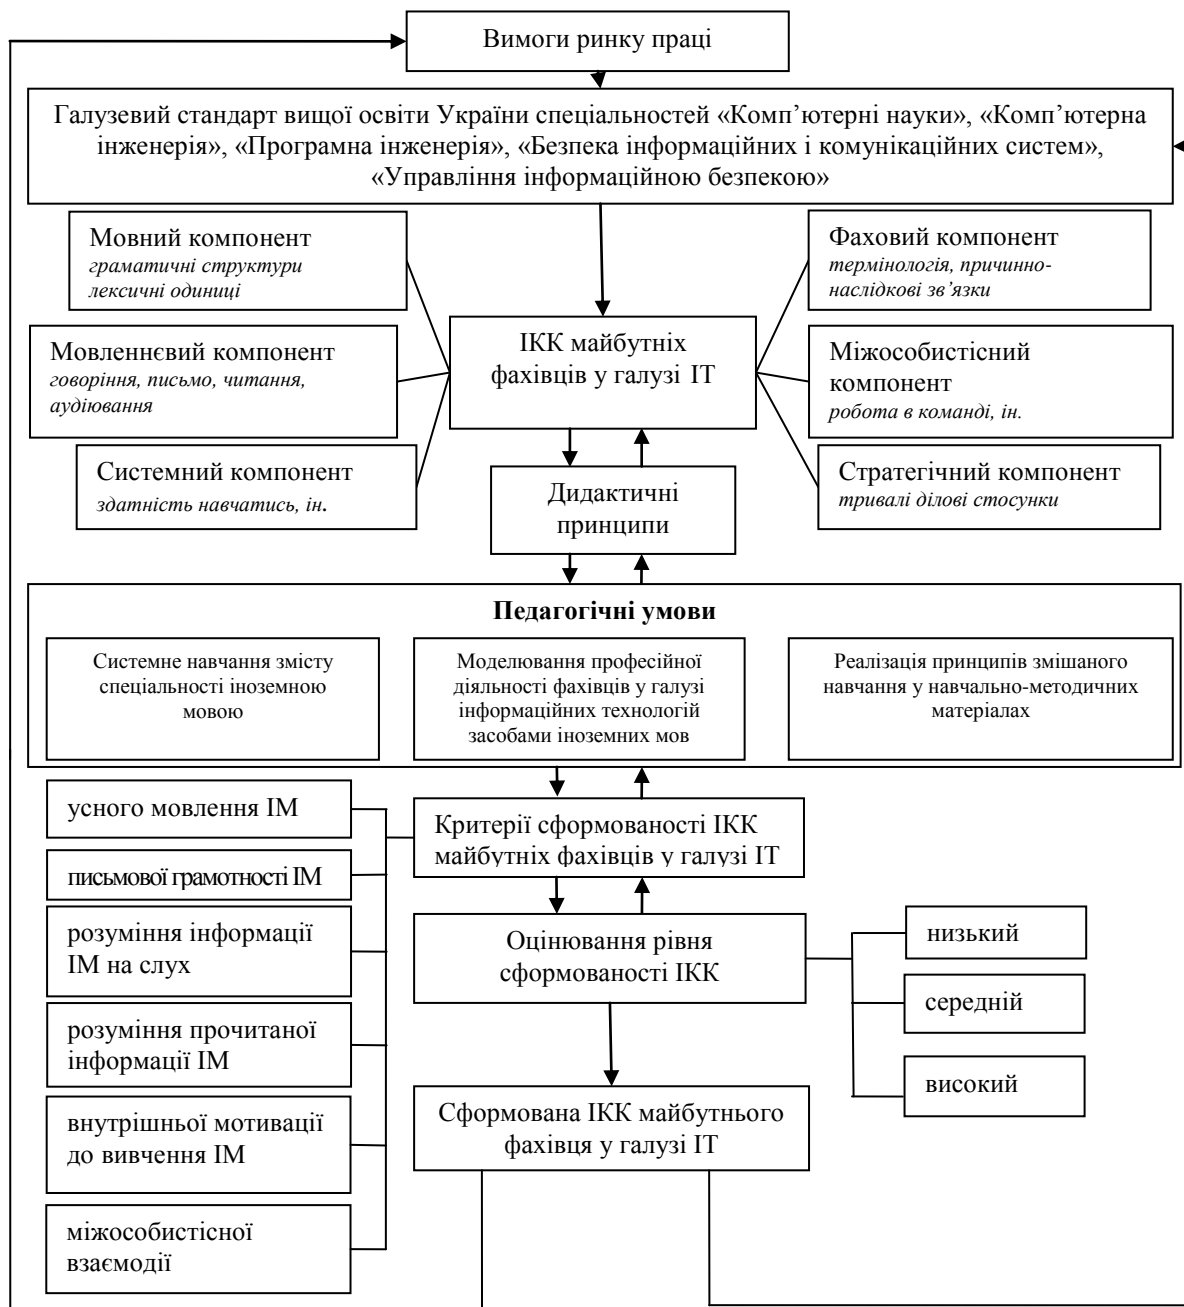 Вимоги ринку праці
Галузевий стандарт вищої освіти України спеціальностей «Комп’ютерні науки», «Комп’ютерна
інженерія», «Програмна інженерія», «Безпека інформаційних і комунікаційних систем»,
«Управління інформаційною безпекою»
Мовний компонент
граматичні структури
лексичні одиниці
Мовленнєвий компонент
говоріння, письмо, читання,
аудіювання
Системний компонент
здатність навчатись, ін.
ІКК майбутніх
фахівців у галузі ІТ
Фаховий компонент
термінологія, причинно-
наслідкові зв’язки
Міжособистісний
компонент
робота в команді, ін.
Стратегічний компонент
тривалі ділові стосунки
Дидактичні
принципи
Педагогічні умови
Системне навчання змісту
спеціальності іноземною
мовою
Моделювання професійної
діяльності фахівців у галузі
інформаційних технологій
засобами іноземних мов
Реалізація принципів змішаного
навчання у навчально-методичних
матеріалах
усного мовлення ІМ
письмової грамотності ІМ
розуміння інформації
ІМ на слух
розуміння прочитаної
інформації ІМ
внутрішньої мотивації
до вивчення ІМ
міжособистісної
взаємодії
Критерії сформованості ІКК
майбутніх фахівців у галузі ІТ
Оцінювання рівня
сформованості ІКК
низький
середній
високий
Сформована ІКК майбутнього
фахівця у галузі ІТ